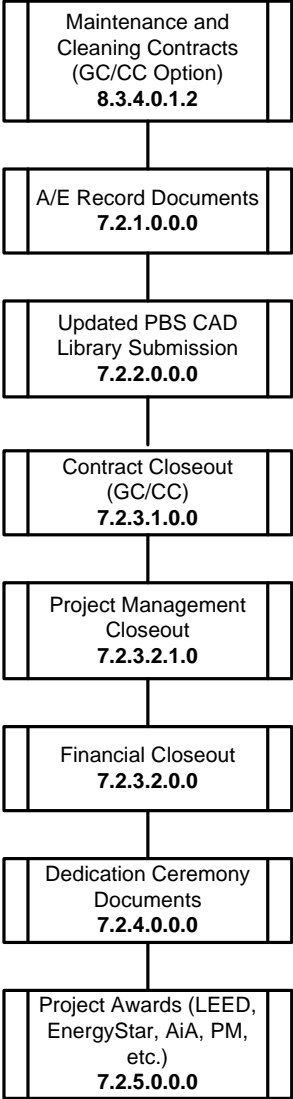 Maintenance and
Cleaning Contracts
(GC/CC Option)
8.3.4.0.1.2
A/E Record Documents
7.2.1.0.0.0
Updated PBS CAD
Library Submission
7.2.2.0.0.0
Contract Closeout
(GC/CC)
7.2.3.1.0.0
Project Management
Closeout
7.2.3.2.1.0
Financial Closeout
7.2.3.2.0.0
Dedication Ceremony
Documents
7.2.4.0.0.0
Project Awards (LEED,
EnergyStar, AiA, PM,
etc.)
7.2.5.0.0.0